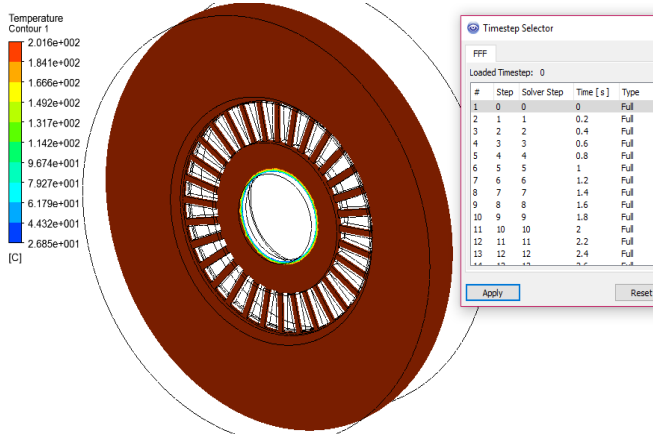 Temperature
Contour 1
2.016e+002
1.841e+002
1.666e+002
1.492e+002
1.317e+002
1.142e+002
9.674e+001
7.927e+001
6.179e+001
4.432e+001
2.685e+001
[C]
Timestep Selector
FFF
Loaded Timestep: 0
# Step Solver Step Time [ s ] Type
1 0 0 0 Full
2 1 1 0.2 Full
3 2 2 0.4 Full
4 3 3 0.6 Full
5 4 4 0.8 Full
6 5 5 1 Full
7 6 6 1.2 Full
8 7 7 1.4 Full
9 8 8 1.6 Full
10 9 9 1.8 Full
11 10 10 2 Full
12 11 11 2.2 Full
13 12 12 2.4 Full
Apply Reset